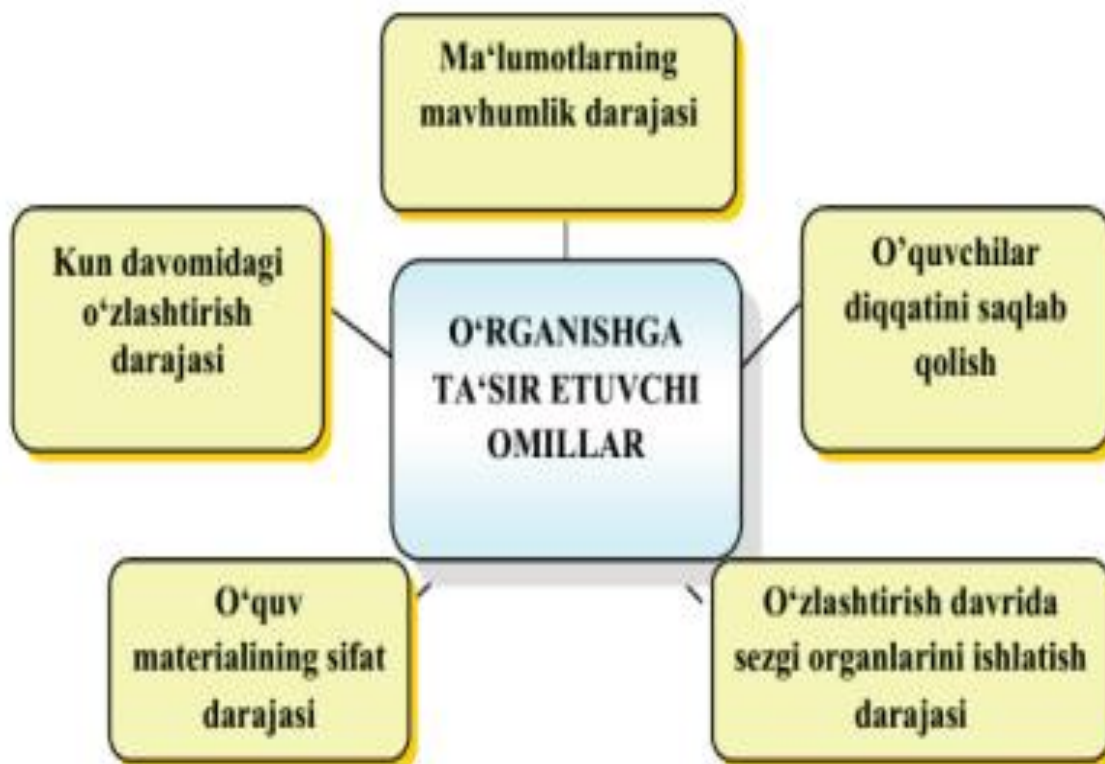 Ma‘lumotlarning
mavhumlik darajasi
Kun davomidagi
o‘zlashtirish
darajasi
O’quvchilar
diqqatini saqlab
qolish
O‘RGANISHGA
TA‘SIR ETUVCHI
OMILLAR
O‘quv
materialining sifat
darajasi
O‘zlashtirish davrida
sezgi organlarini ishlatish
darajasi